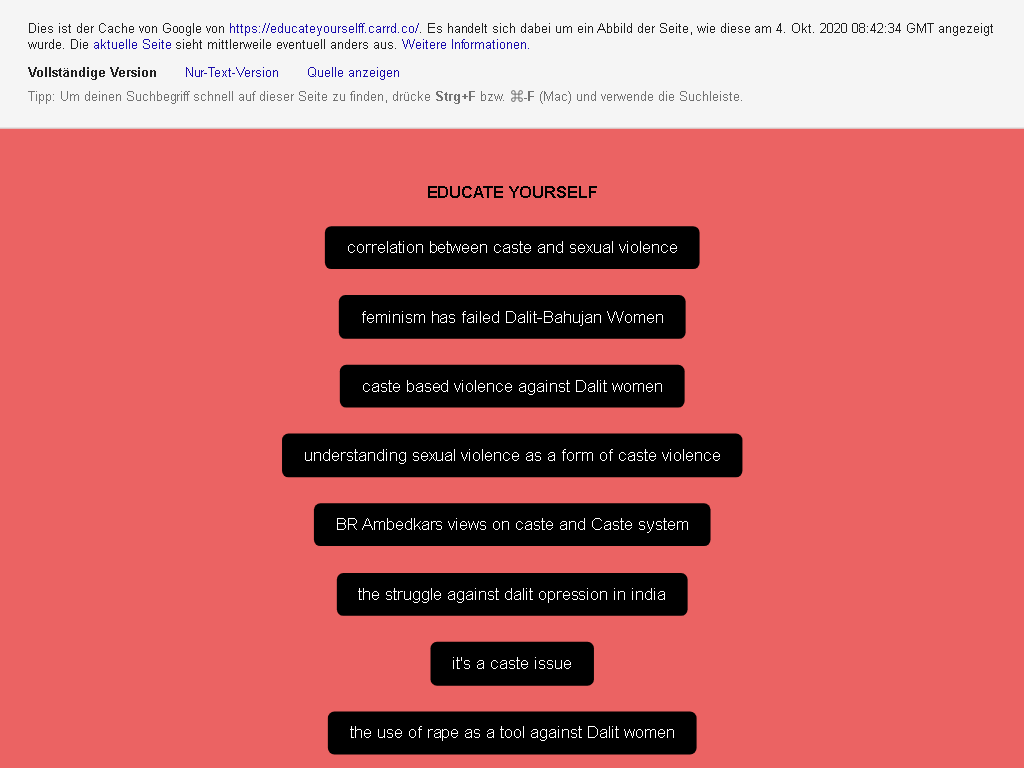 Dies ist der Cache von Google von https://educateyourselff.carrd.co/. Es handelt sich dabei um ein Abbild der Seite, wie diese am 4. Okt. 2020 08:42:34 GMT angezeigt
wurde. Die aktuelle Seite sieht mittlerweile eventuell anders aus. Weitere Informationen.
Vollständige Version Nur-Text-Version Quelle anzeigen
Tipp: Um deinen Suchbegriff schnell auf dieser Seite zu finden, drücke Strg+F bzw. ⌘-F (Mac) und verwende die Suchleiste.
EDUCATE YOURSELF
correlation between caste and sexual violence
feminism has failed Dalit-Bahujan Women
caste based violence against Dalit women
understanding sexual violence as a form of caste violence
BR Ambedkars views on caste and Caste system
the struggle against dalit opression in india
it's a caste issue
the use of rape as a tool against Dalit women